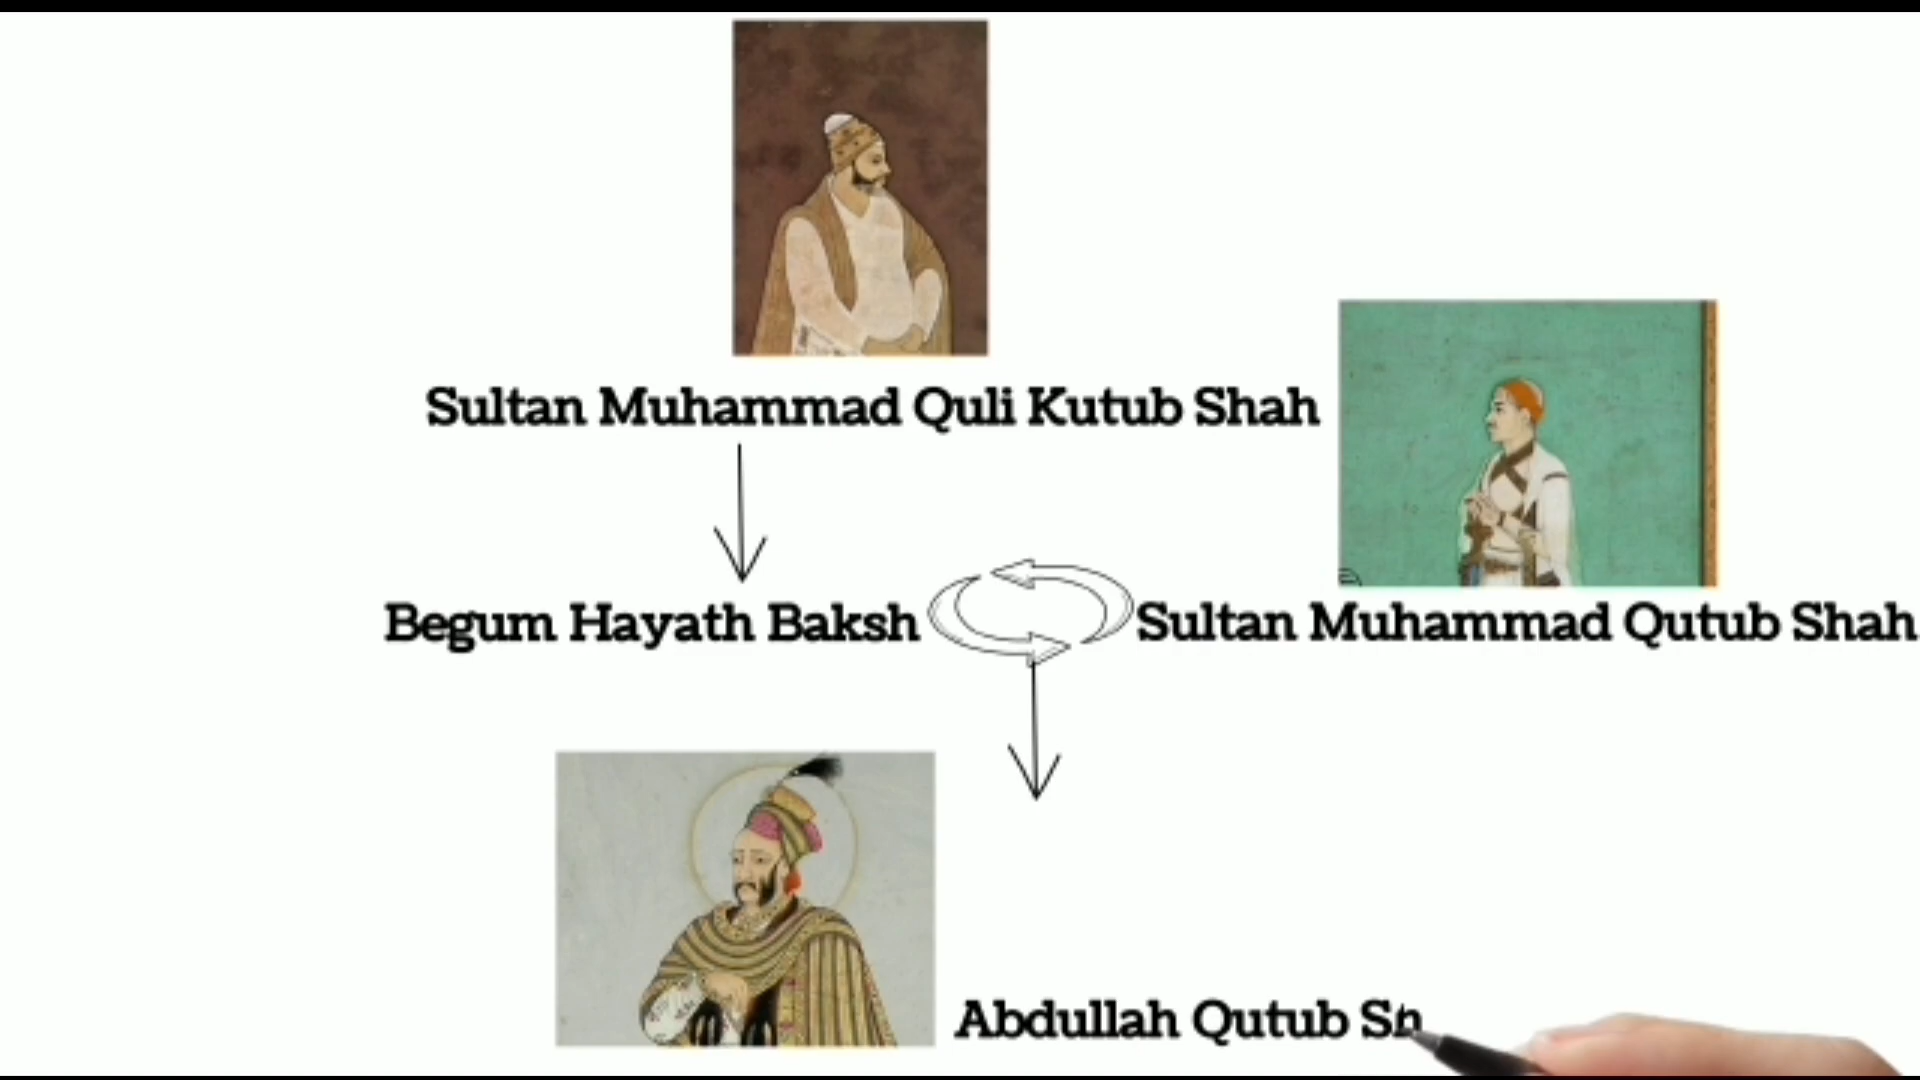 Sultan Muhammad Quli Kutub Shah
Begum Hayath Baksh
Sultan Muhammad Qutub Shah
Abdullah Qutub